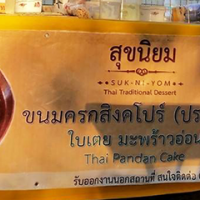 สุขนิยม
SUK-NI-YOM
Thai Traditional Dessert
ขนมครกสิงคโปร์
ใบเตย มะพร้าวอ่อน
Thai Pandan Cake
รับออกงานนอกสถานที่ สนใจติดต่อ